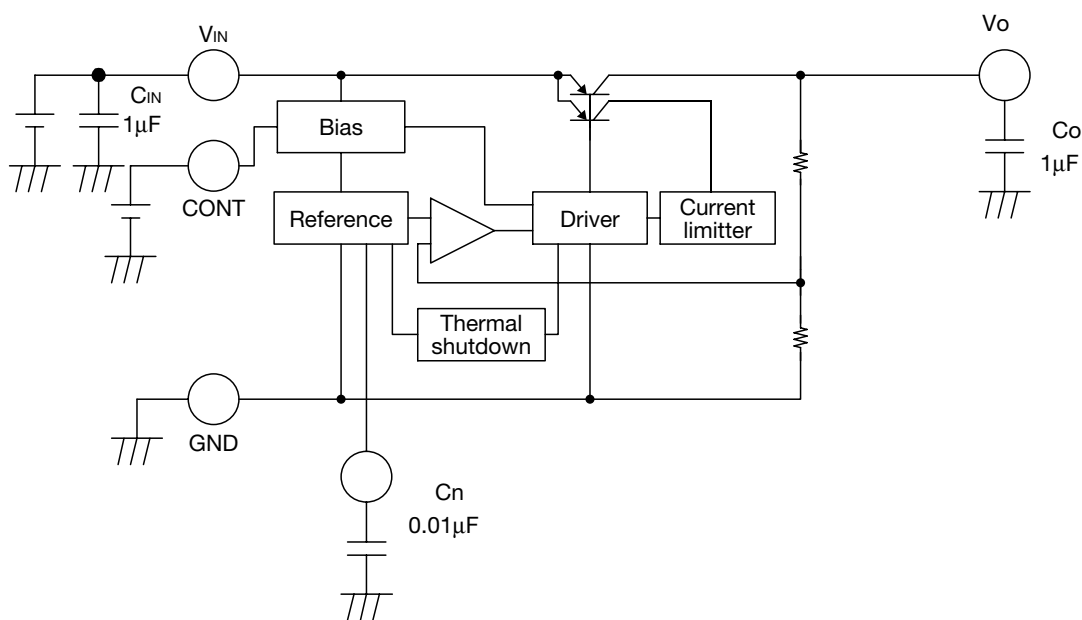 VIN
Vo
CIN
1μF
Bias
Co
1μF
CONT
Reference
Driver
Current
limitter
Thermal
shutdown
GND
Cn
0.01μF